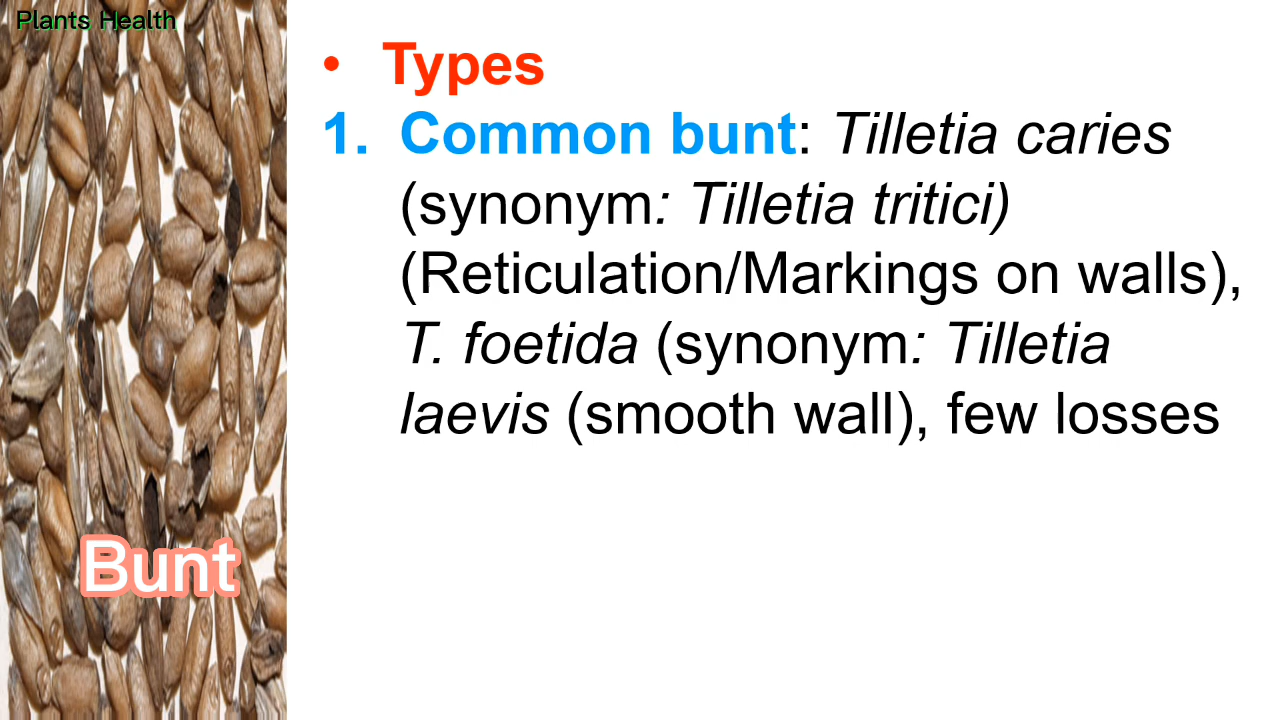 Plants Health
• Types
1. Common bunt: Tilletia caries
(synonym: Tilletia tritici)
(Reticulation/Markings on walls),
T. foetida (synonym: Tilletia
laevis (smooth wall), few losses
Bunt